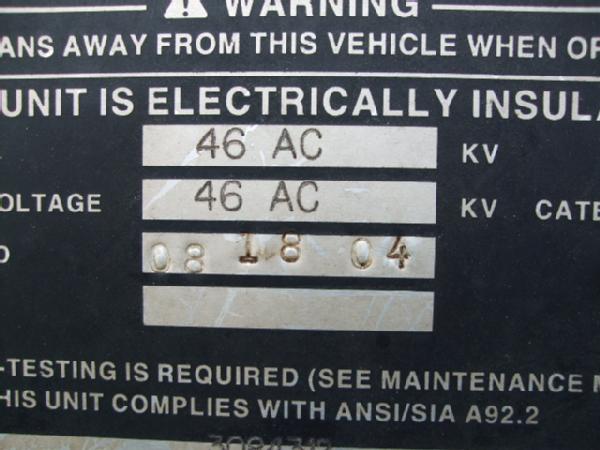 WARNING
ANS AWAY FROM THIS VEHICLE WHEN OP
UNIT IS ELECTRICALLY INSULA
46 AC KV
OLTAGE 46 AC KV CATE
D 08 18 04
-TESTING IS REQUIRED (SEE MAINTENANCE M
HIS UNIT COMPLIES WITH ANSI/SIA A92.2